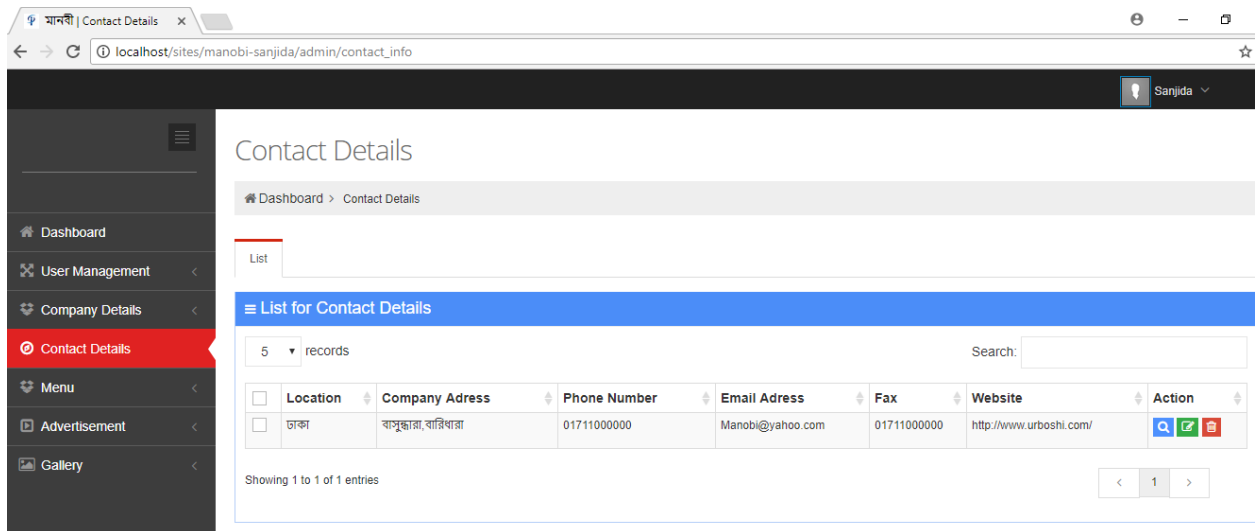 মানবী | Contact Details
localhost/sites/manobi-sanjida/admin/contact_info
Sanjida
Contact Details
Dashboard > Contact Details
Dashboard
User Management
Company Details
Contact Details
Menu
Advertisement
Gallery
List
List for Contact Details
5 records Search:
Location Company Adress Phone Number Email Adress Fax Website Action
ঢাকা বাসুন্ধারা,বারিধারা 01711000000 Manobi@yahoo.com 01711000000 http://www.urboshi.com/
Showing 1 to 1 of 1 entries
< 1 >